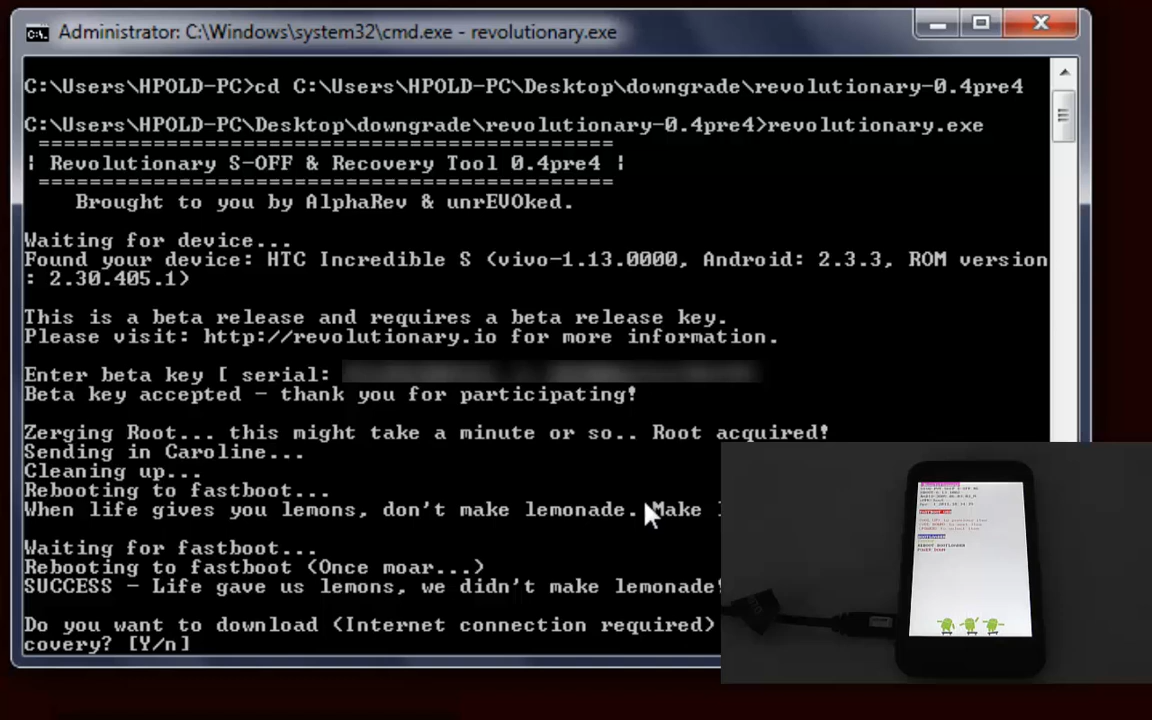 Administrator: C:\Windows\system32\cmd.exe - revolutionary.exe
C:\Users\HPOLD-PC>cd C:\Users\HPOLD-PC\Desktop\downgrade\revolutionary-0.4pre4
C:\Users\HPOLD-PC\Desktop\downgrade\revolutionary-0.4pre4>revolutionary.exe
=============================================
¦ Revolutionary S-OFF & Recovery Tool 0.4pre4 ¦
=============================================
Brought to you by AlphaRev & unrEVOked.
Waiting for device...
Found your device: HTC Incredible S (vivo-1.13.0000, Android: 2.3.3, ROM version
: 2.30.405.1)
This is a beta release and requires a beta release key.
Please visit: http://revolutionary.io for more information.
Enter beta key [ serial:
Beta key accepted - thank you for participating!
Zerging Root... this might take a minute or so.. Root acquired!
Sending in Caroline...
Cleaning up...
Rebooting to fastboot...
When life gives you lemons, don't make lemonade. Make
Waiting for fastboot...
Rebooting to fastboot (Once moar...)
SUCCESS - Life gave us lemons, we didn't make lemonade!
Do you want to download (Internet connection required)
covery? [Y/n]